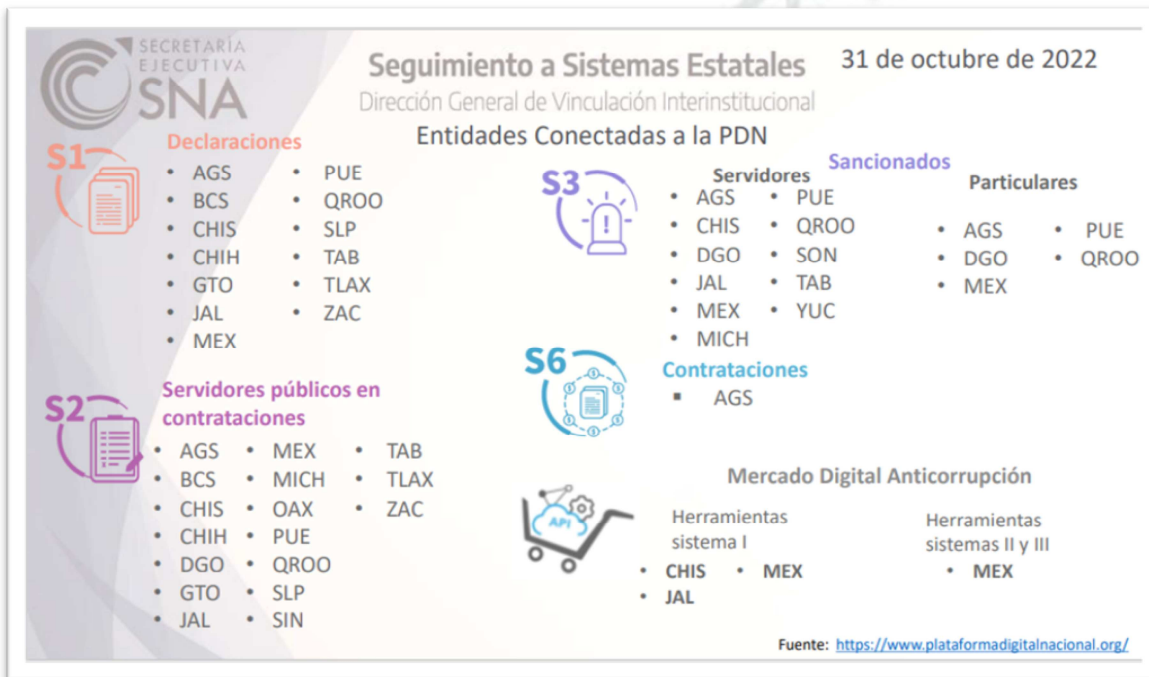 SECRETARÍA
EJECUTIVA
SNA
Seguimiento a Sistemas Estatales
31 de octubre de 2022
Dirección General de Vinculación Interinstitucional
Entidades Conectadas a la PDN
S1
Declaraciones
• AGS • PUE
• BCS • QROO
• CHIS • SLP
• CHIH • TAB
• GTO • TLAX
• JAL • ZAC
• MEX
S2
Servidores públicos en
contrataciones
• AGS • MEX • TAB
• BCS • MICH • TLAX
• CHIS • OAX • ZAC
• CHIH • PUE
• DGO • QROO
• GTO • SLP
• JAL • SIN
S3
Sancionados
Servidores
• AGS • PUE
• CHIS • QROO
• DGO • SON
• JAL • TAB
• MEX • YUC
• MICH
Particulares
• AGS • PUE
• DGO • QROO
• MEX
S6
Contrataciones
▪ AGS
Mercado Digital Anticorrupción
API
Herramientas
sistema I
• CHIS • MEX
• JAL
Herramientas
sistemas II y III
• MEX
Fuente: https://www.plataformadigitalnacional.org/